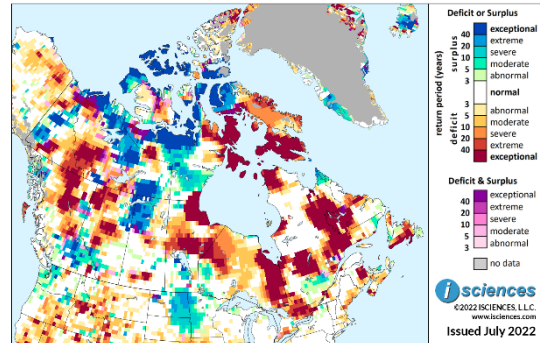 Deficit or Surplus
return period (years)
surplus
deficit
40 exceptional
20 extreme
10 severe
5 moderate
3 abnormal
normal
3 abnormal
5 moderate
10 severe
20 extreme
40 exceptional
Deficit & Surplus
40 exceptional
20 extreme
10 severe
5 moderate
3 abnormal
no data
i sciences
©2022 ISCIENCES, L.L.C.
www.isciences.com
Issued July 2022